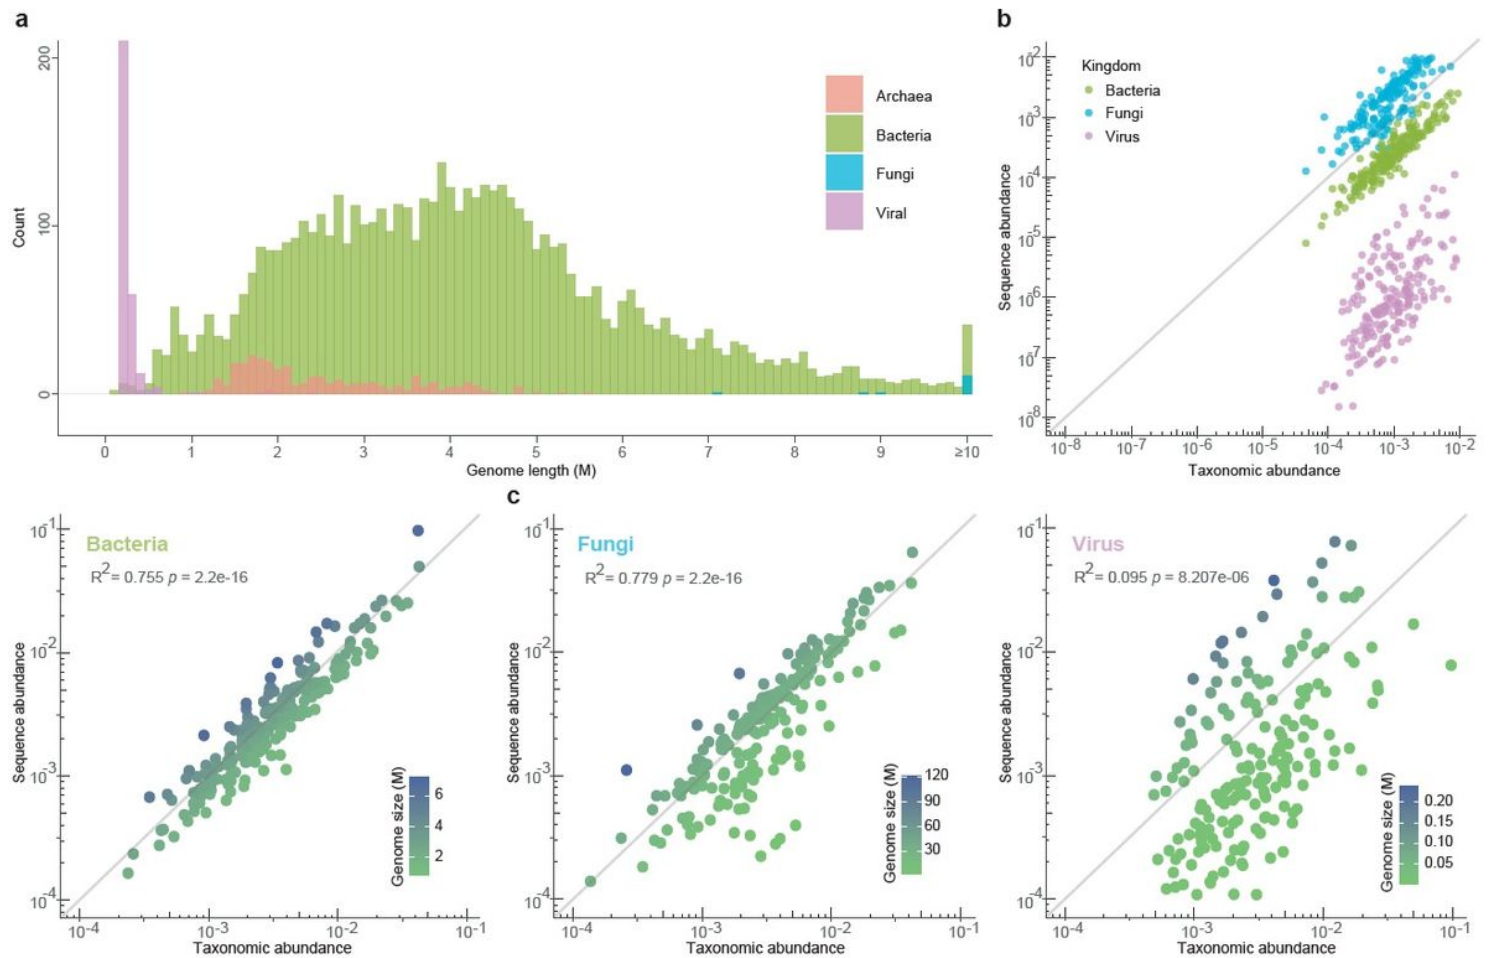 a
200
100
0
Count
Archaea
Bacteria
Fungi
Viral
0 1 2 3 4 5 6 7 8 9 ≥10
Genome length (M)
b
Kingdom
Bacteria
Fungi
Virus
10^-2
10^-3
10^-4
10^-5
10^-6
10^-7
10^-8
Sequence abundance
10^-8 10^-7 10^-6 10^-5 10^-4 10^-3 10^-2
Taxonomic abundance
c
Bacteria
R^2= 0.755 p = 2.2e-16
10^-1
10^-2
10^-3
10^-4
Sequence abundance
Genome size (M)
6
4
2
10^-4 10^-3 10^-2 10^-1
Taxonomic abundance
Fungi
R^2= 0.779 p = 2.2e-16
10^-1
10^-2
10^-3
10^-4
Sequence abundance
Genome size (M)
120
90
60
30
10^-4 10^-3 10^-2 10^-1
Taxonomic abundance
Virus
R^2= 0.095 p = 8.207e-06
10^-1
10^-2
10^-3
10^-4
Sequence abundance
Genome size (M)
0.20
0.15
0.10
0.05
10^-4 10^-3 10^-2 10^-1
Taxonomic abundance